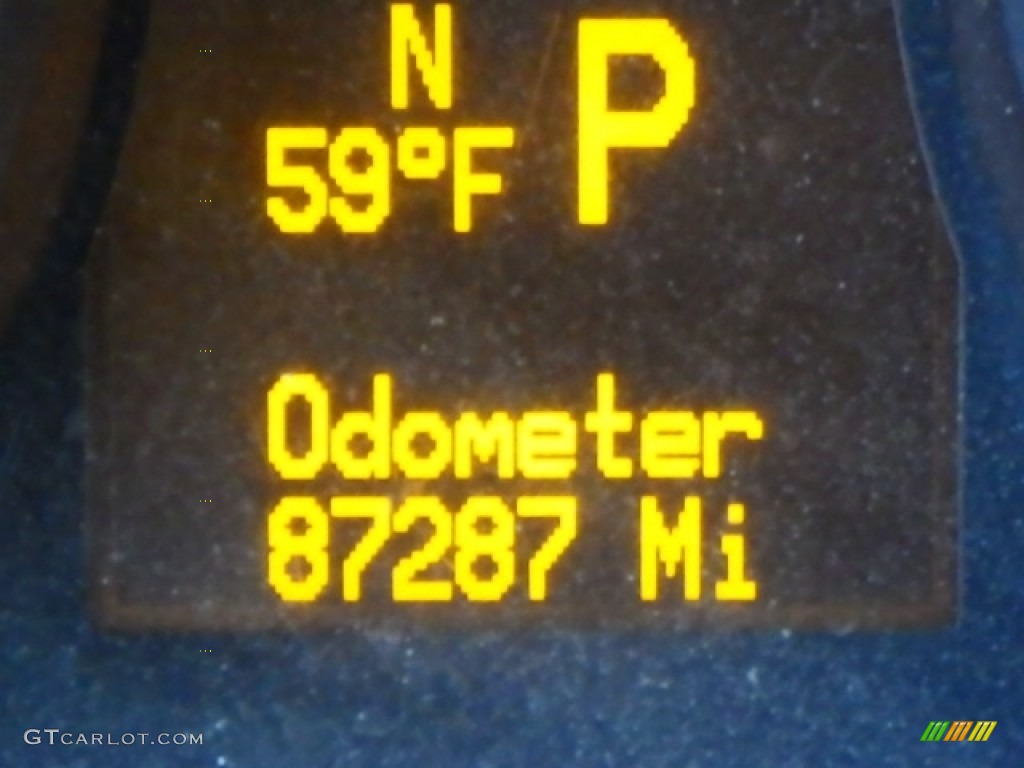 N P
59°F
Odometer
87287 Mi
GTCARLOT.COM